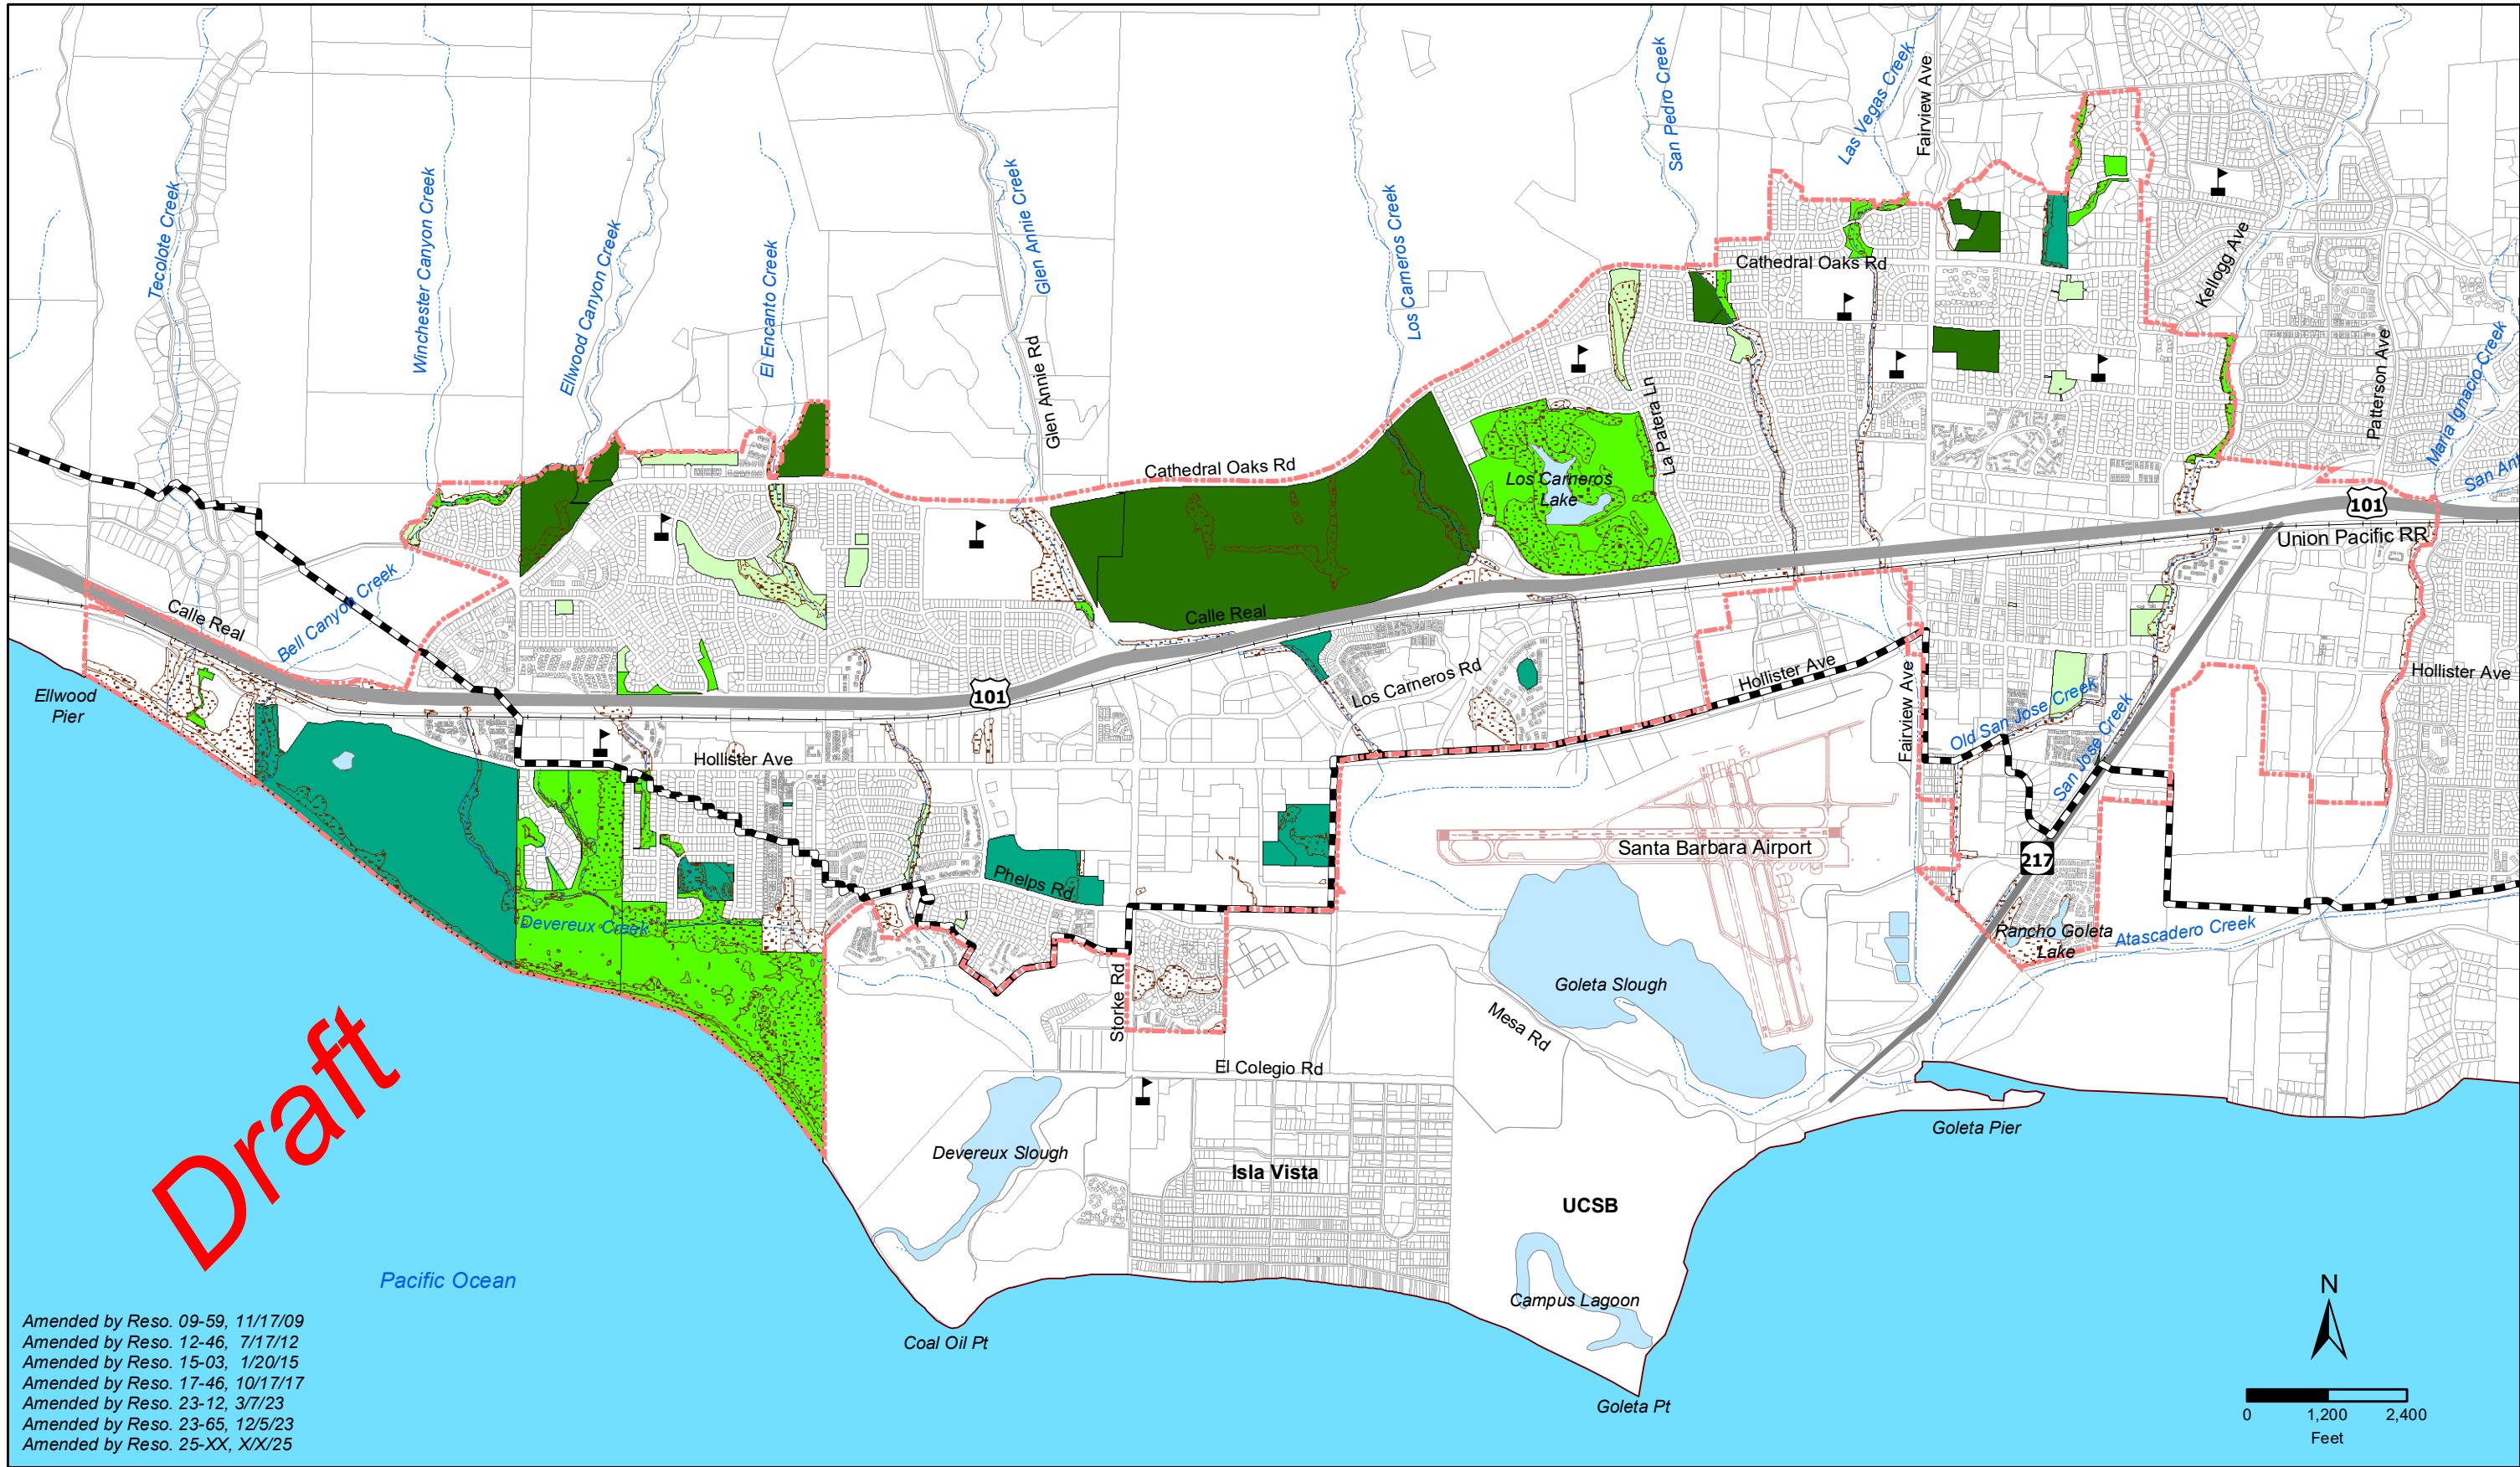 Tecolote Creek
Winchester Canyon Creek
Ellwood Canyon Creek
El Encanto Creek
Glen Annie Creek
Glen Annie Rd
Los Carneros Creek
San Pedro Creek
Las Vegas Creek
Fairview Ave
Cathedral Oaks Rd
Kellogg Ave
Patterson Ave
Maria Ignacio Creek
San Ant
La Patera Ln
Cathedral Oaks Rd
Los Carneros
Lake
101
Union Pacific RR
Calle Real
Bell Canyon Creek
Calle Real
Ellwood
Pier
101
Los Carneros Rd
Hollister Ave
Fairview Ave
Hollister Ave
Old San Jose Creek
San Jose Creek
Hollister Ave
Santa Barbara Airport
217
Phelps Rd
Devereux Creek
Rancho Goleta
Lake
Atascadero Creek
Storke Rd
Goleta Slough
Mesa Rd
El Colegio Rd
Draft
Devereux Slough
Isla Vista
Goleta Pier
UCSB
Pacific Ocean
Campus Lagoon
Coal Oil Pt
Goleta Pt
N
0 1,200 2,400
Feet
Amended by Reso. 09-59, 11/17/09
Amended by Reso. 12-46, 7/17/12
Amended by Reso. 15-03, 1/20/15
Amended by Reso. 17-46, 10/17/17
Amended by Reso. 23-12, 3/7/23
Amended by Reso. 23-65, 12/5/23
Amended by Reso. 25-XX, X/X/25